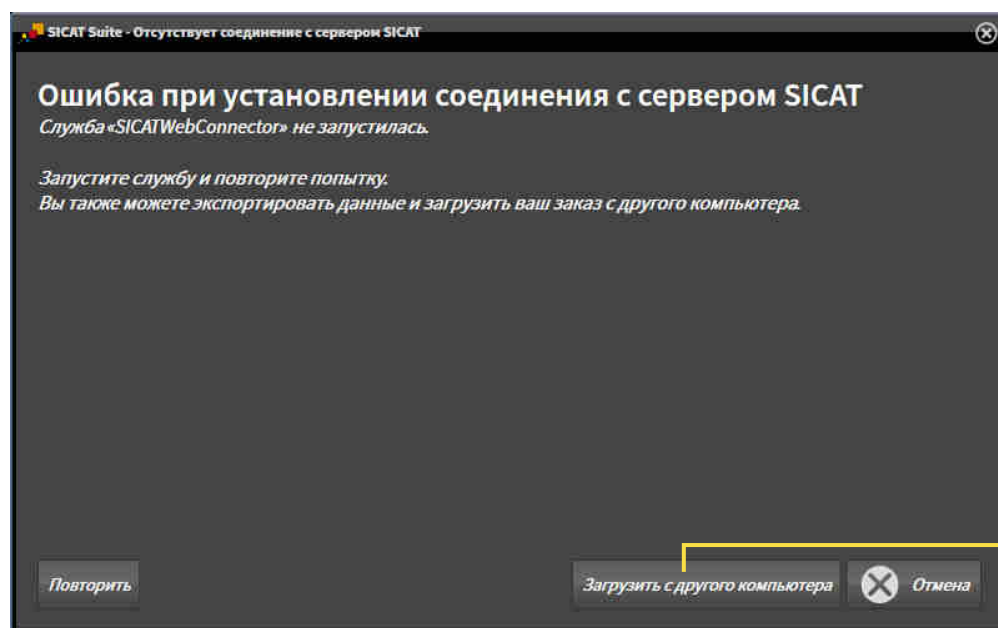 SICAT Suite - Отсутствует соединение с сервером SICAT
Ошибка при установлении соединения с сервером SICAT
Служба «SICATWebConnector» не запустилась.
Запустите службу и повторите попытку.
Вы также можете экспортировать данные и загрузить ваш заказ с другого компьютера.
Повторить
Загрузить с другого компьютера
Отмена